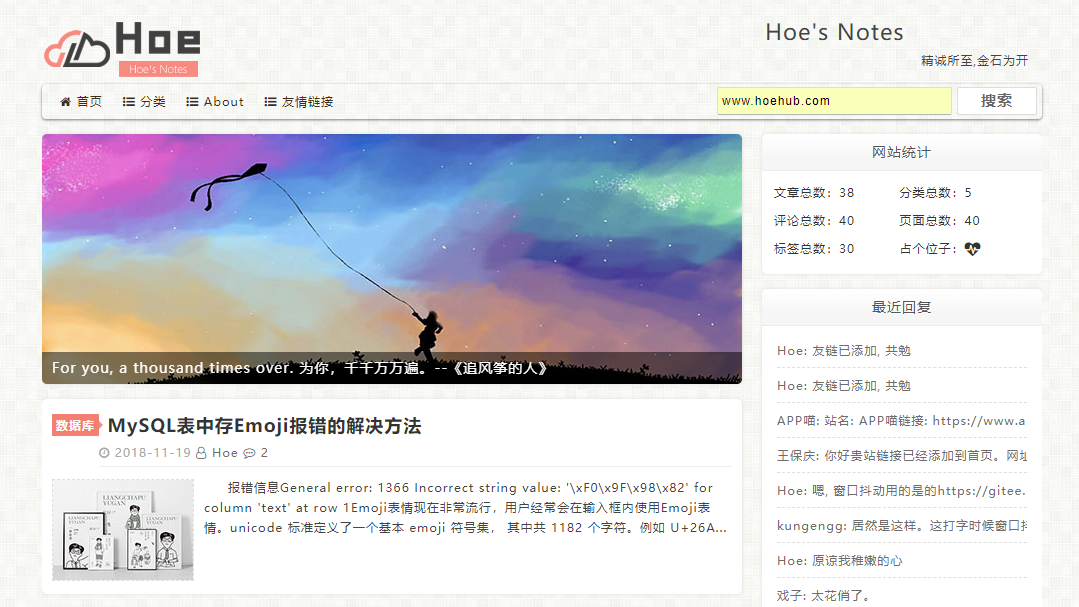 Hoe
Hoe's Notes
Hoe's Notes
精诚所至,金石为开
首页 分类 About 友情链接
www.hoehub.com 搜索
For you, a thousand times over. 为你，千千万万遍。--《追风筝的人》
网站统计
文章总数：38 分类总数：5
评论总数：40 页面总数：40
标签总数：30 占个位子：
最近回复
Hoe: 友链已添加, 共勉
Hoe: 友链已添加, 共勉
APP喵: 站名: APP喵链接: https://www.a
王保庆: 你好贵站链接已经添加到首页。网址
Hoe: 嗯, 窗口抖动用的是的https://gitee.
kungengg: 居然是这样。这打字时候窗口抖
Hoe: 原谅我稚嫩的心
戏子: 太花俏了。
数据库 MySQL表中存Emoji报错的解决方法
2018-11-19 Hoe 2
LIANGCHAPU
YUGAN
报错信息General error: 1366 Incorrect string value: '\xF0\x9F\x98\x82' for
column 'text' at row 1Emoji表情现在非常流行，用户经常会在输入框内使用Emoji表
情。unicode 标准定义了一个基本 emoji 符号集， 其中共 1182 个字符。例如 U+26A...